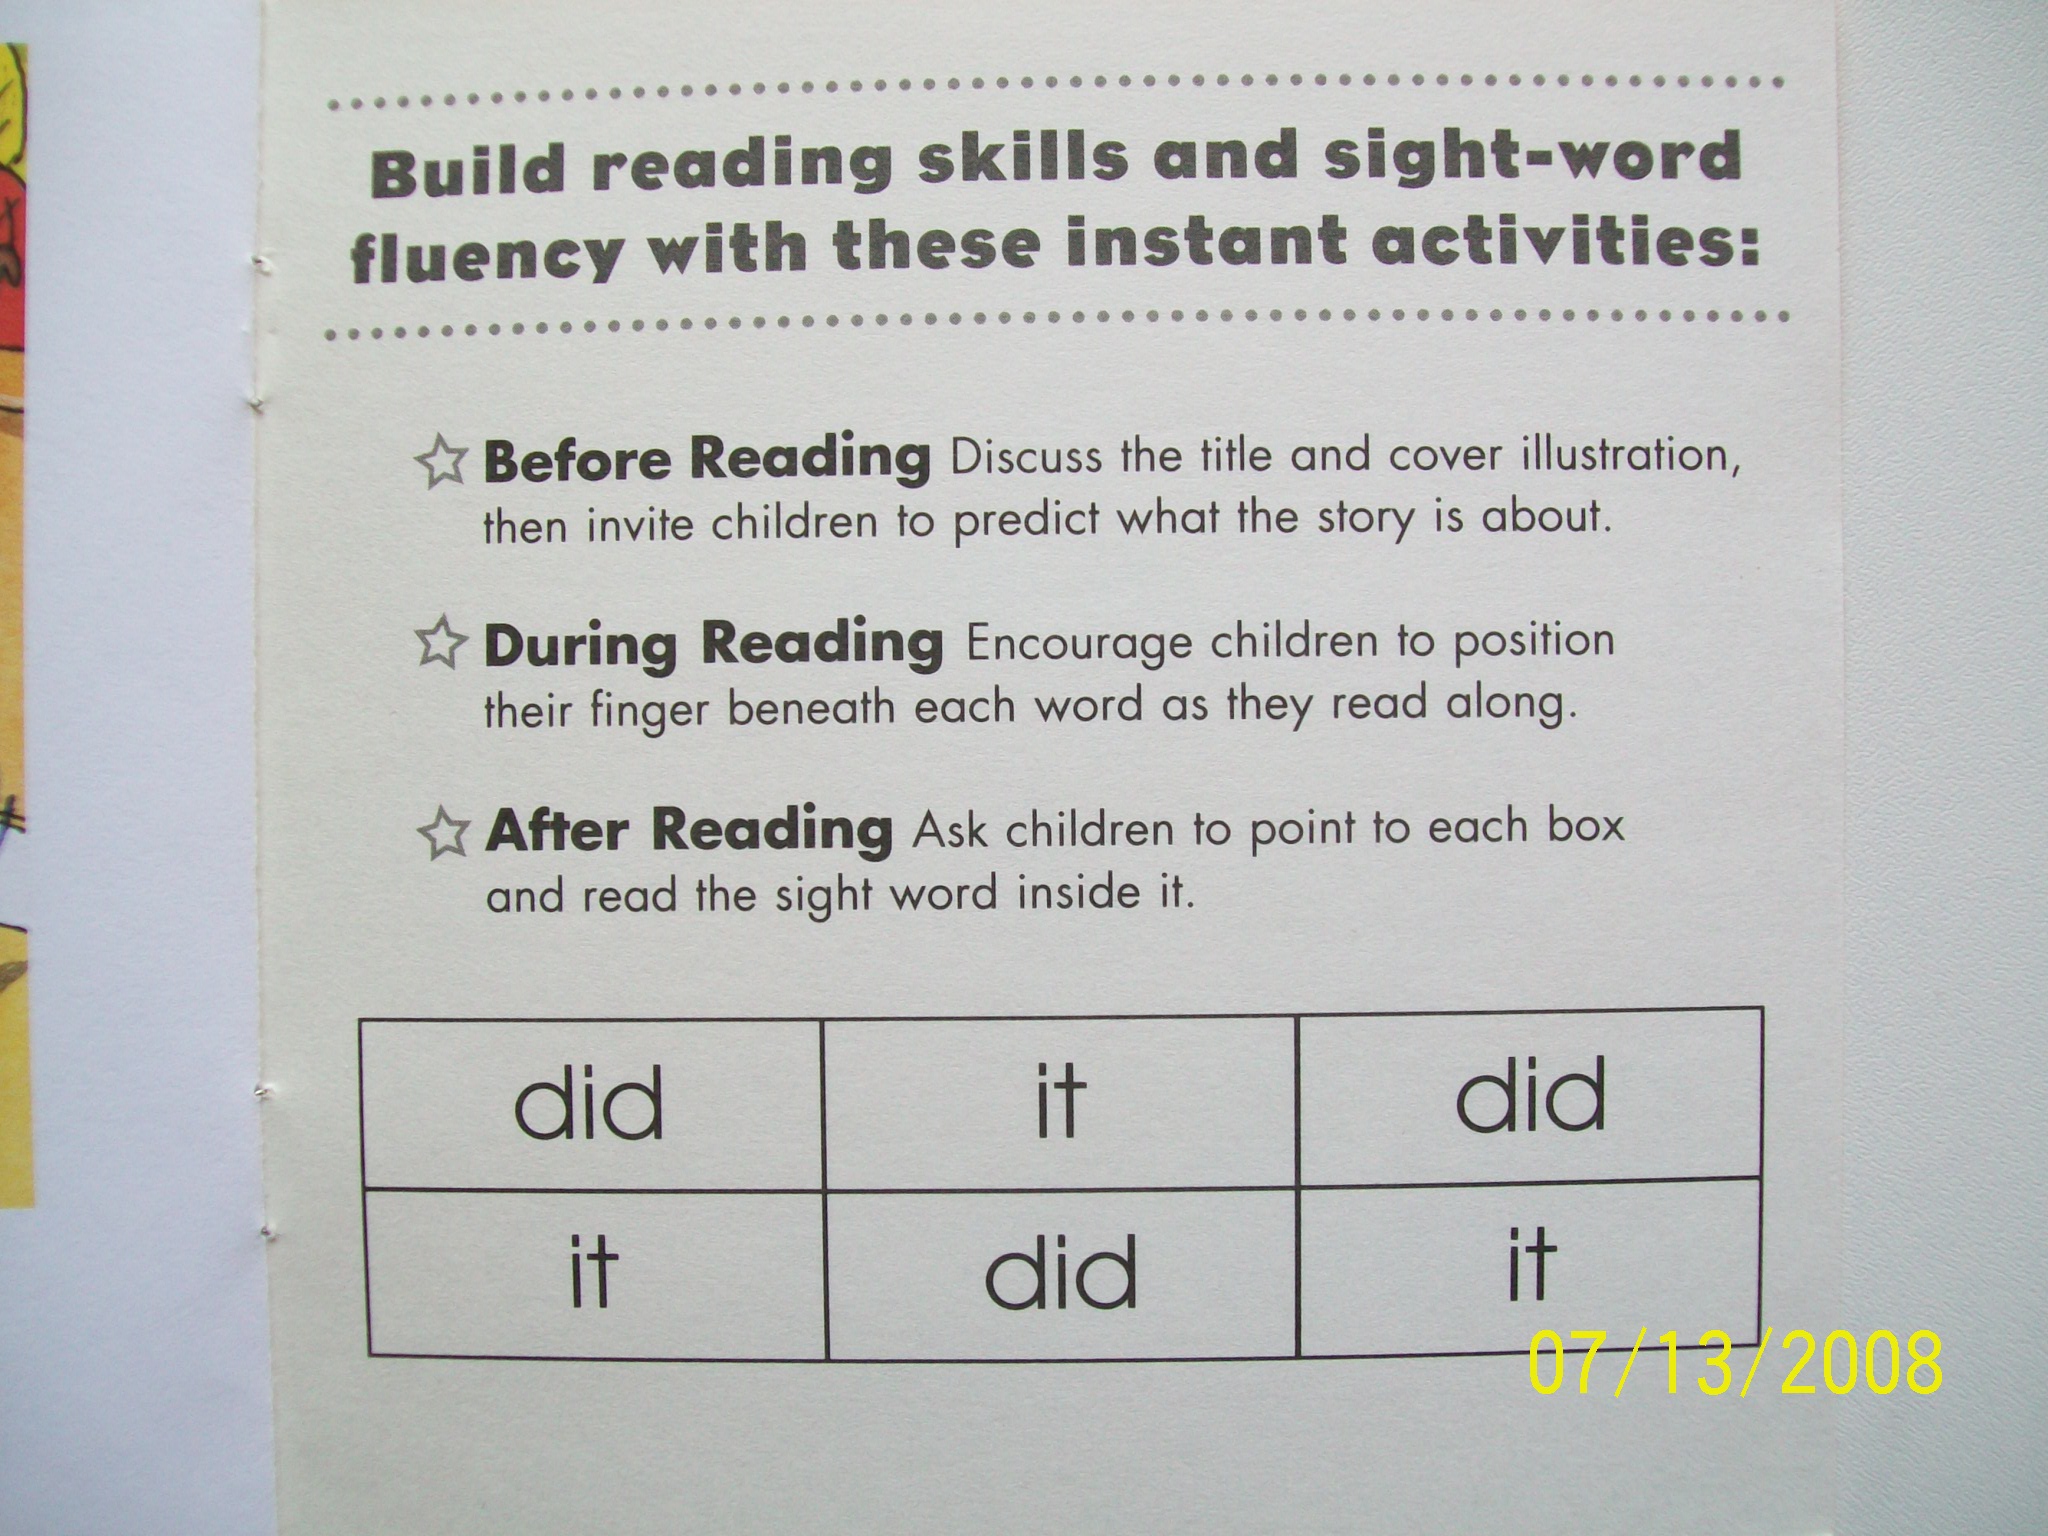 Build reading skills and sight-word
fluency with these instant activities:
Before Reading Discuss the title and cover illustration,
then invite children to predict what the story is about.
During Reading Encourage children to position
their finger beneath each word as they read along.
After Reading Ask children to point to each box
and read the sight word inside it.
did it did
it did it
07/13/2008